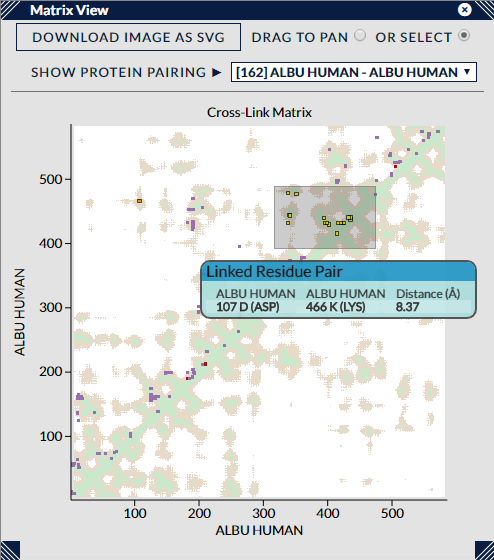 Matrix View
DOWNLOAD IMAGE AS SVG DRAG TO PAN OR SELECT
SHOW PROTEIN PAIRING ▶ [162] ALBU HUMAN - ALBU HUMAN
Cross-Link Matrix
500
400
300
200
100
ALBU HUMAN
Linked Residue Pair
ALBU HUMAN ALBU HUMAN Distance (Å)
107 D (ASP) 466 K (LYS) 8.37
100 200 300 400 500
ALBU HUMAN